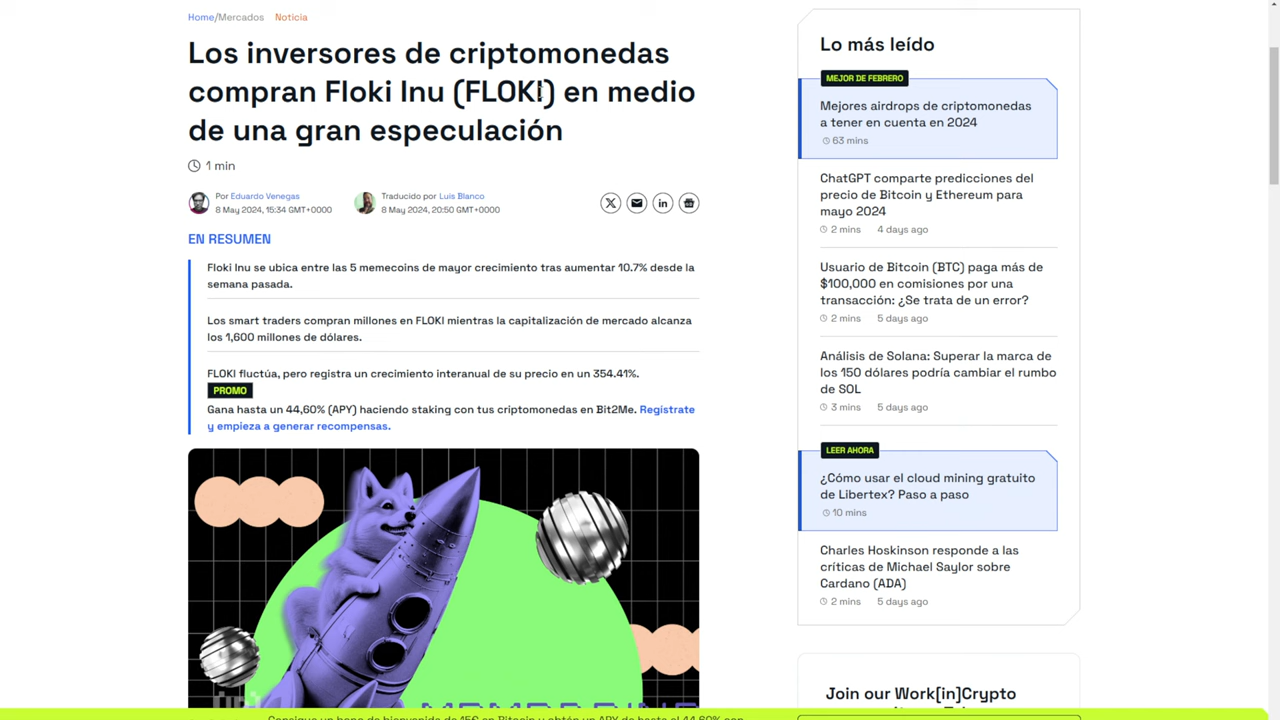 Home/Mercados Noticia
Los inversores de criptomonedas
compran Floki Inu (FLOKI) en medio
de una gran especulación
1 min
Por Eduardo Venegas
8 May 2024, 15:34 GMT+0000
Traducido por Luis Blanco
8 May 2024, 20:50 GMT+0000
EN RESUMEN
Floki Inu se ubica entre las 5 memecoins de mayor crecimiento tras aumentar 10.7% desde la
semana pasada.
Los smart traders compran millones en FLOKI mientras la capitalización de mercado alcanza
los 1,600 millones de dólares.
FLOKI fluctúa, pero registra un crecimiento interanual de su precio en un 354.41%.
PROMO
Gana hasta un 44,60% (APY) haciendo staking con tus criptomonedas en Bit2Me. Regístrate
y empieza a generar recompensas.
Lo más leído
MEJOR DE FEBRERO
Mejores airdrops de criptomonedas
a tener en cuenta en 2024
63 mins
ChatGPT comparte predicciones del
precio de Bitcoin y Ethereum para
mayo 2024
2 mins 4 days ago
Usuario de Bitcoin (BTC) paga más de
$100,000 en comisiones por una
transacción: ¿Se trata de un error?
2 mins 5 days ago
Análisis de Solana: Superar la marca de
los 150 dólares podría cambiar el rumbo
de SOL
3 mins 5 days ago
LEER AHORA
¿Cómo usar el cloud mining gratuito
de Libertex? Paso a paso
10 mins
Charles Hoskinson responde a las
críticas de Michael Saylor sobre
Cardano (ADA)
2 mins 5 days ago
Join our Work[in]Crypto